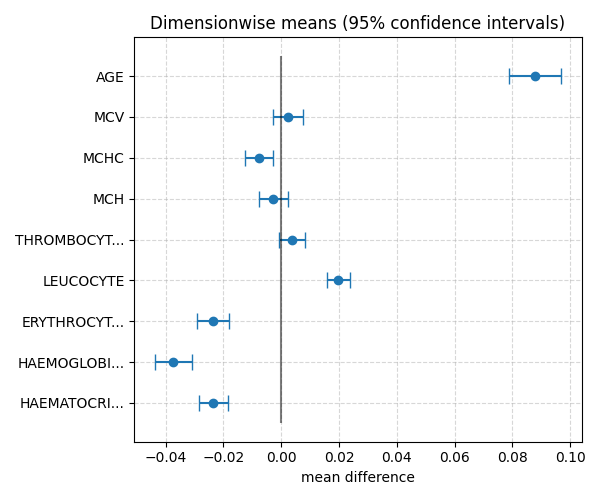 Dimensionwise means (95% confidence intervals)
AGE
MCV
MCHC
MCH
THROMBOCYT...
LEUCOCYTE
ERYTHROCYT...
HAEMOGLOBI...
HAEMATOCRI...
−0.04 −0.02 0.00 0.02 0.04 0.06 0.08 0.10
mean difference